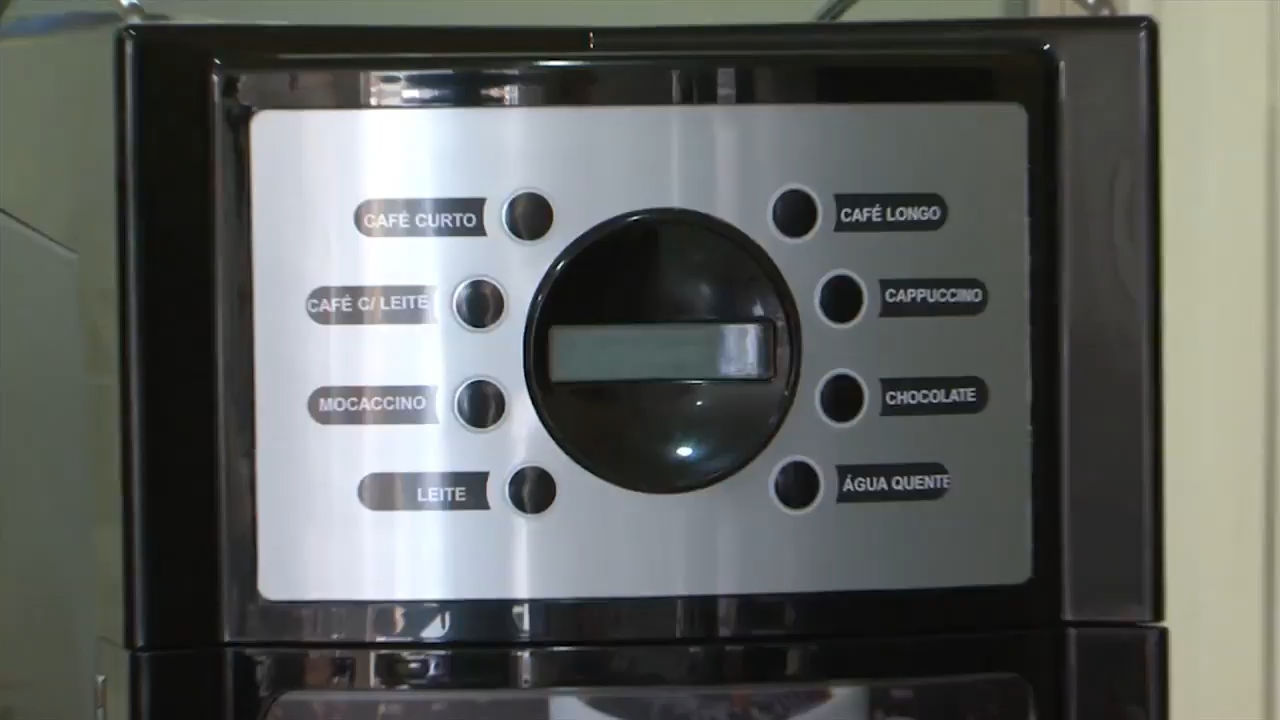 CAFÉ CURTO
CAFÉ LONGO
CAFÉ C/ LEITE
CAPPUCCINO
MOCACCINO
CHOCOLATE
LEITE
ÁGUA QUENTE